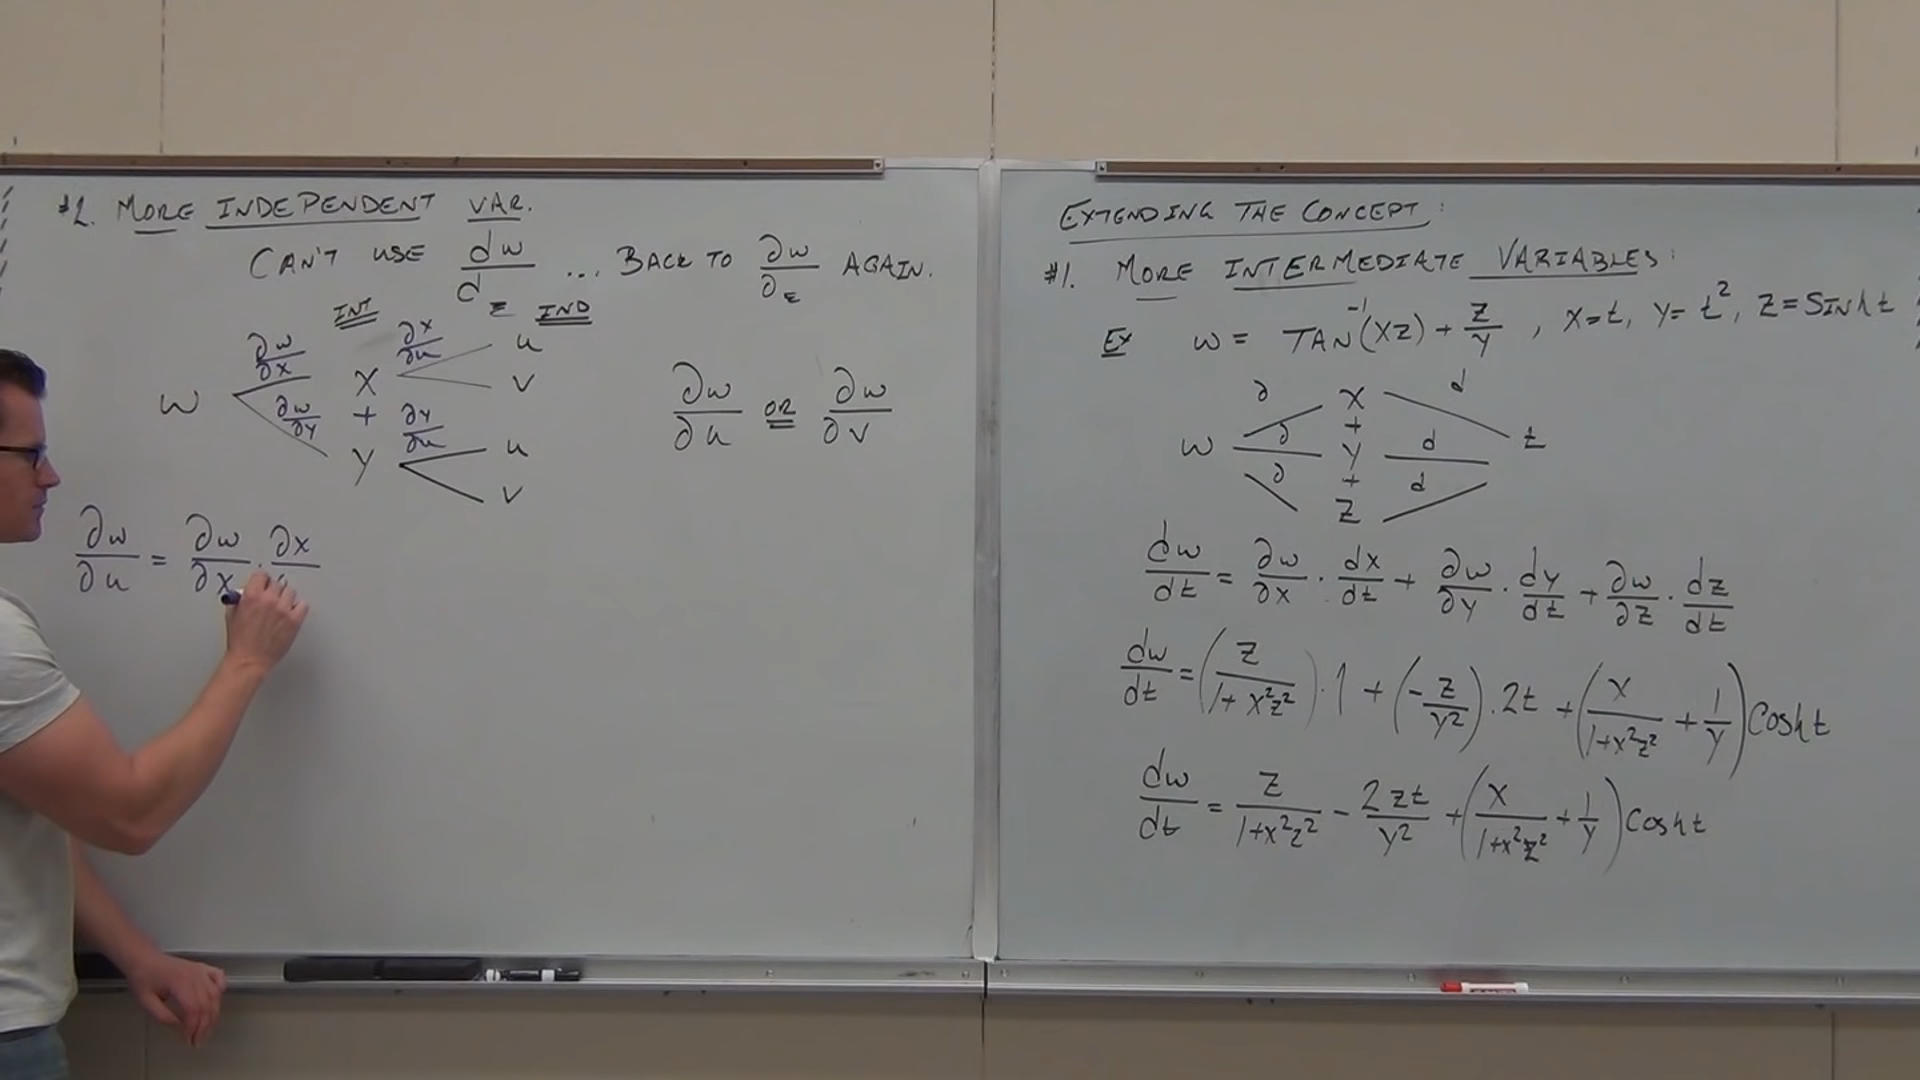 #2. MORE INDEPENDENT VAR.
CAN'T USE dw/d_ ... BACK TO ∂w/∂_ AGAIN.
INT IND
∂w/∂x ∂x/∂u u
w x v
∂w/∂y + ∂y/∂u
y u
v
∂w/∂u OR ∂w/∂v
∂w/∂u = ∂w/∂x · ∂x
EXTENDING THE CONCEPT:
#1. MORE INTERMEDIATE VARIABLES:
Ex w = TAN⁻¹(xz) + z/y , x=t, y=t², z=SINh t
∂ x d
+
w ∂ y d t
+
∂ z d
dw/dt = ∂w/∂x · dx/dt + ∂w/∂y · dy/dt + ∂w/∂z · dz/dt
dw/dt = (z/(1+x²z²)) · 1 + (-z/y²) · 2t + (x/(1+x²z²) + 1/y) Cosh t
dw/dt = z/(1+x²z²) - 2zt/y² + (x/(1+x²z²) + 1/y) Cosh t